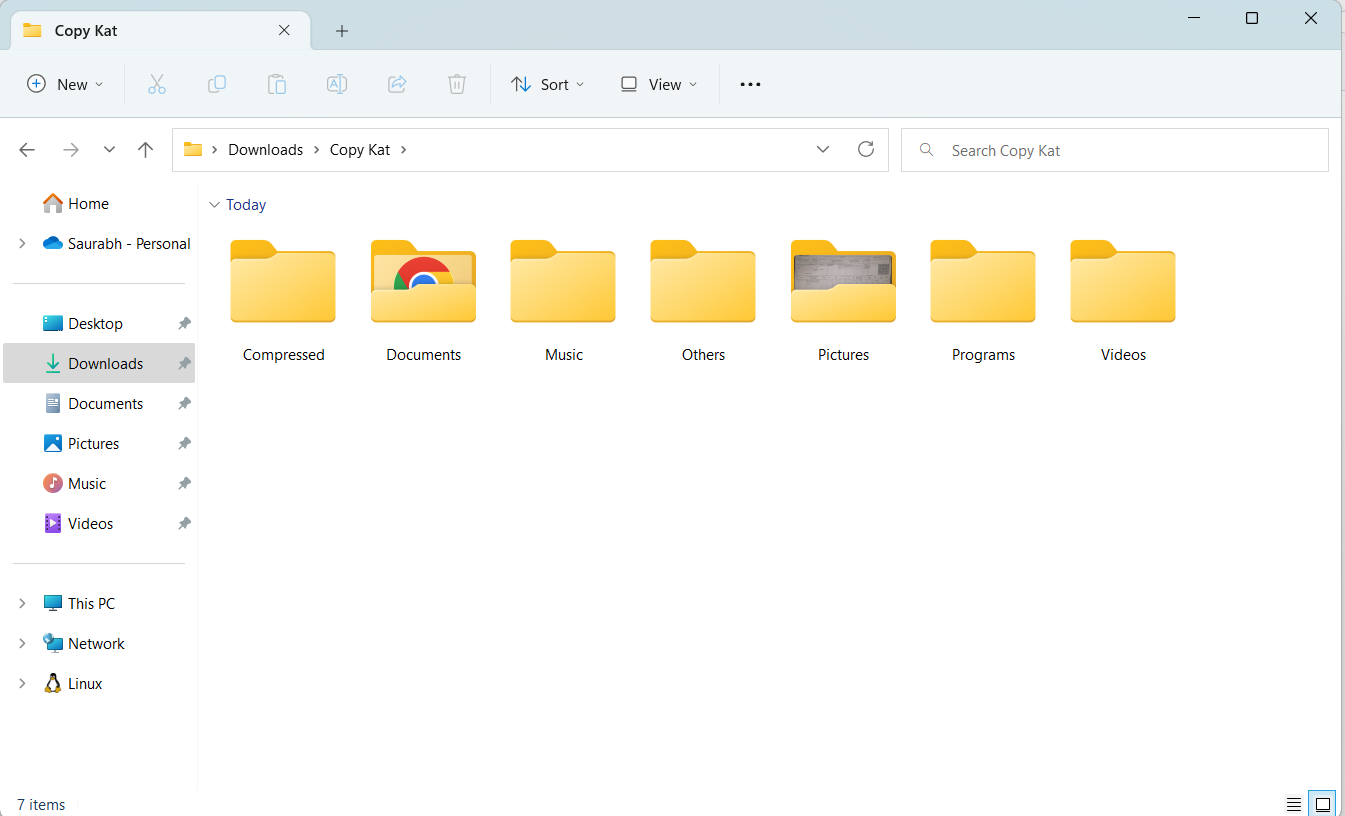 Copy Kat
New
Sort
View
Downloads
Copy Kat
Search Copy Kat
Home
Saurabh - Personal
Desktop
Downloads
Documents
Pictures
Music
Videos
This PC
Network
Linux
Today
Compressed
Documents
Music
Others
Pictures
Programs
Videos
7 items